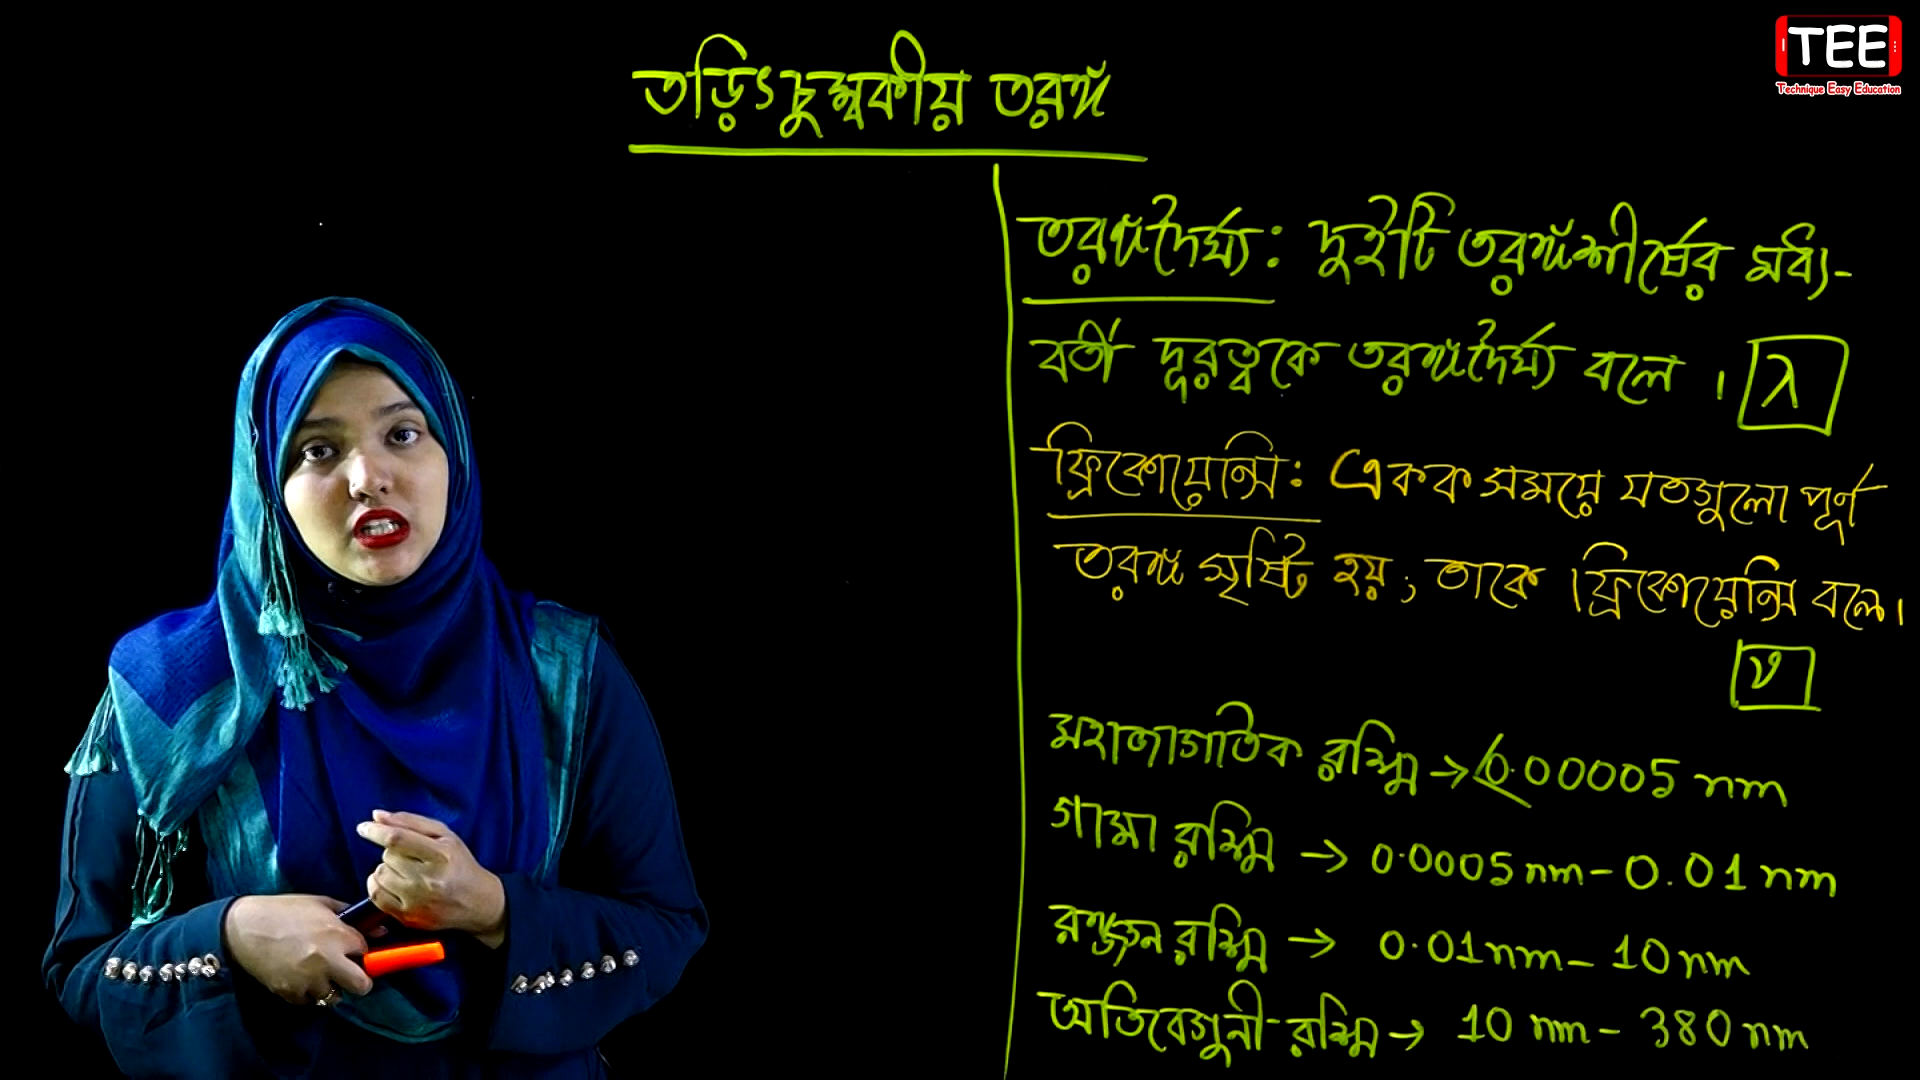 TEE
Technique Easy Education
তড়িৎচুম্বকীয় তরঙ্গ
তরঙ্গদৈর্ঘ্য : দুইটি তরঙ্গশীর্ষের মধ্য-
বর্তী দূরত্বকে তরঙ্গদৈর্ঘ্য বলে । λ
ফ্রিকোয়েন্সি : একক সময়ে যতগুলো পূর্ণ
তরঙ্গ সৃষ্টি হয়, তাকে ফ্রিকোয়েন্সি বলে।
ν
মহাজাগতিক রশ্মি → < 0.00005 nm
গামা রশ্মি → 0.0005 nm - 0.01 nm
রঞ্জন রশ্মি → 0.01 nm - 10 nm
অতিবেগুনী-রশ্মি → 10 nm - 380 nm